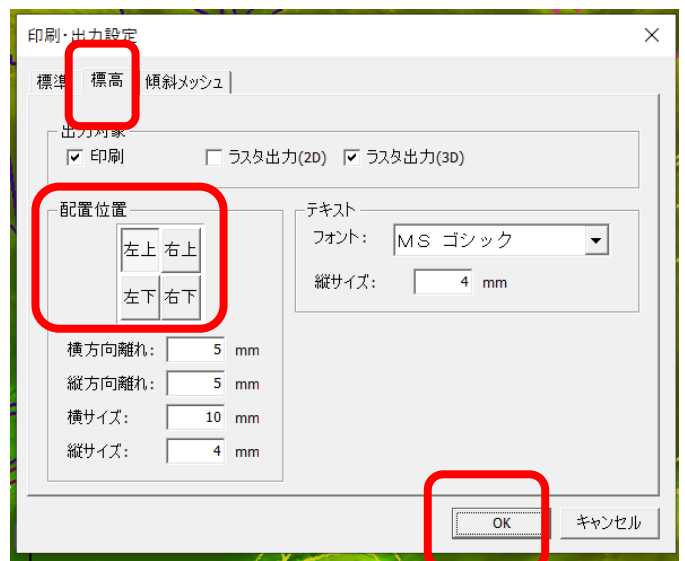 印刷・出力設定
標準 標高 傾斜メッシュ
出力対象
印刷 ラスタ出力(2D) ラスタ出力(3D)
配置位置
左上 右上
左下 右下
横方向離れ: 5 mm
縦方向離れ: 5 mm
横サイズ: 10 mm
縦サイズ: 4 mm
テキスト
フォント: ＭＳ ゴシック
縦サイズ: 4 mm
OK キャンセル